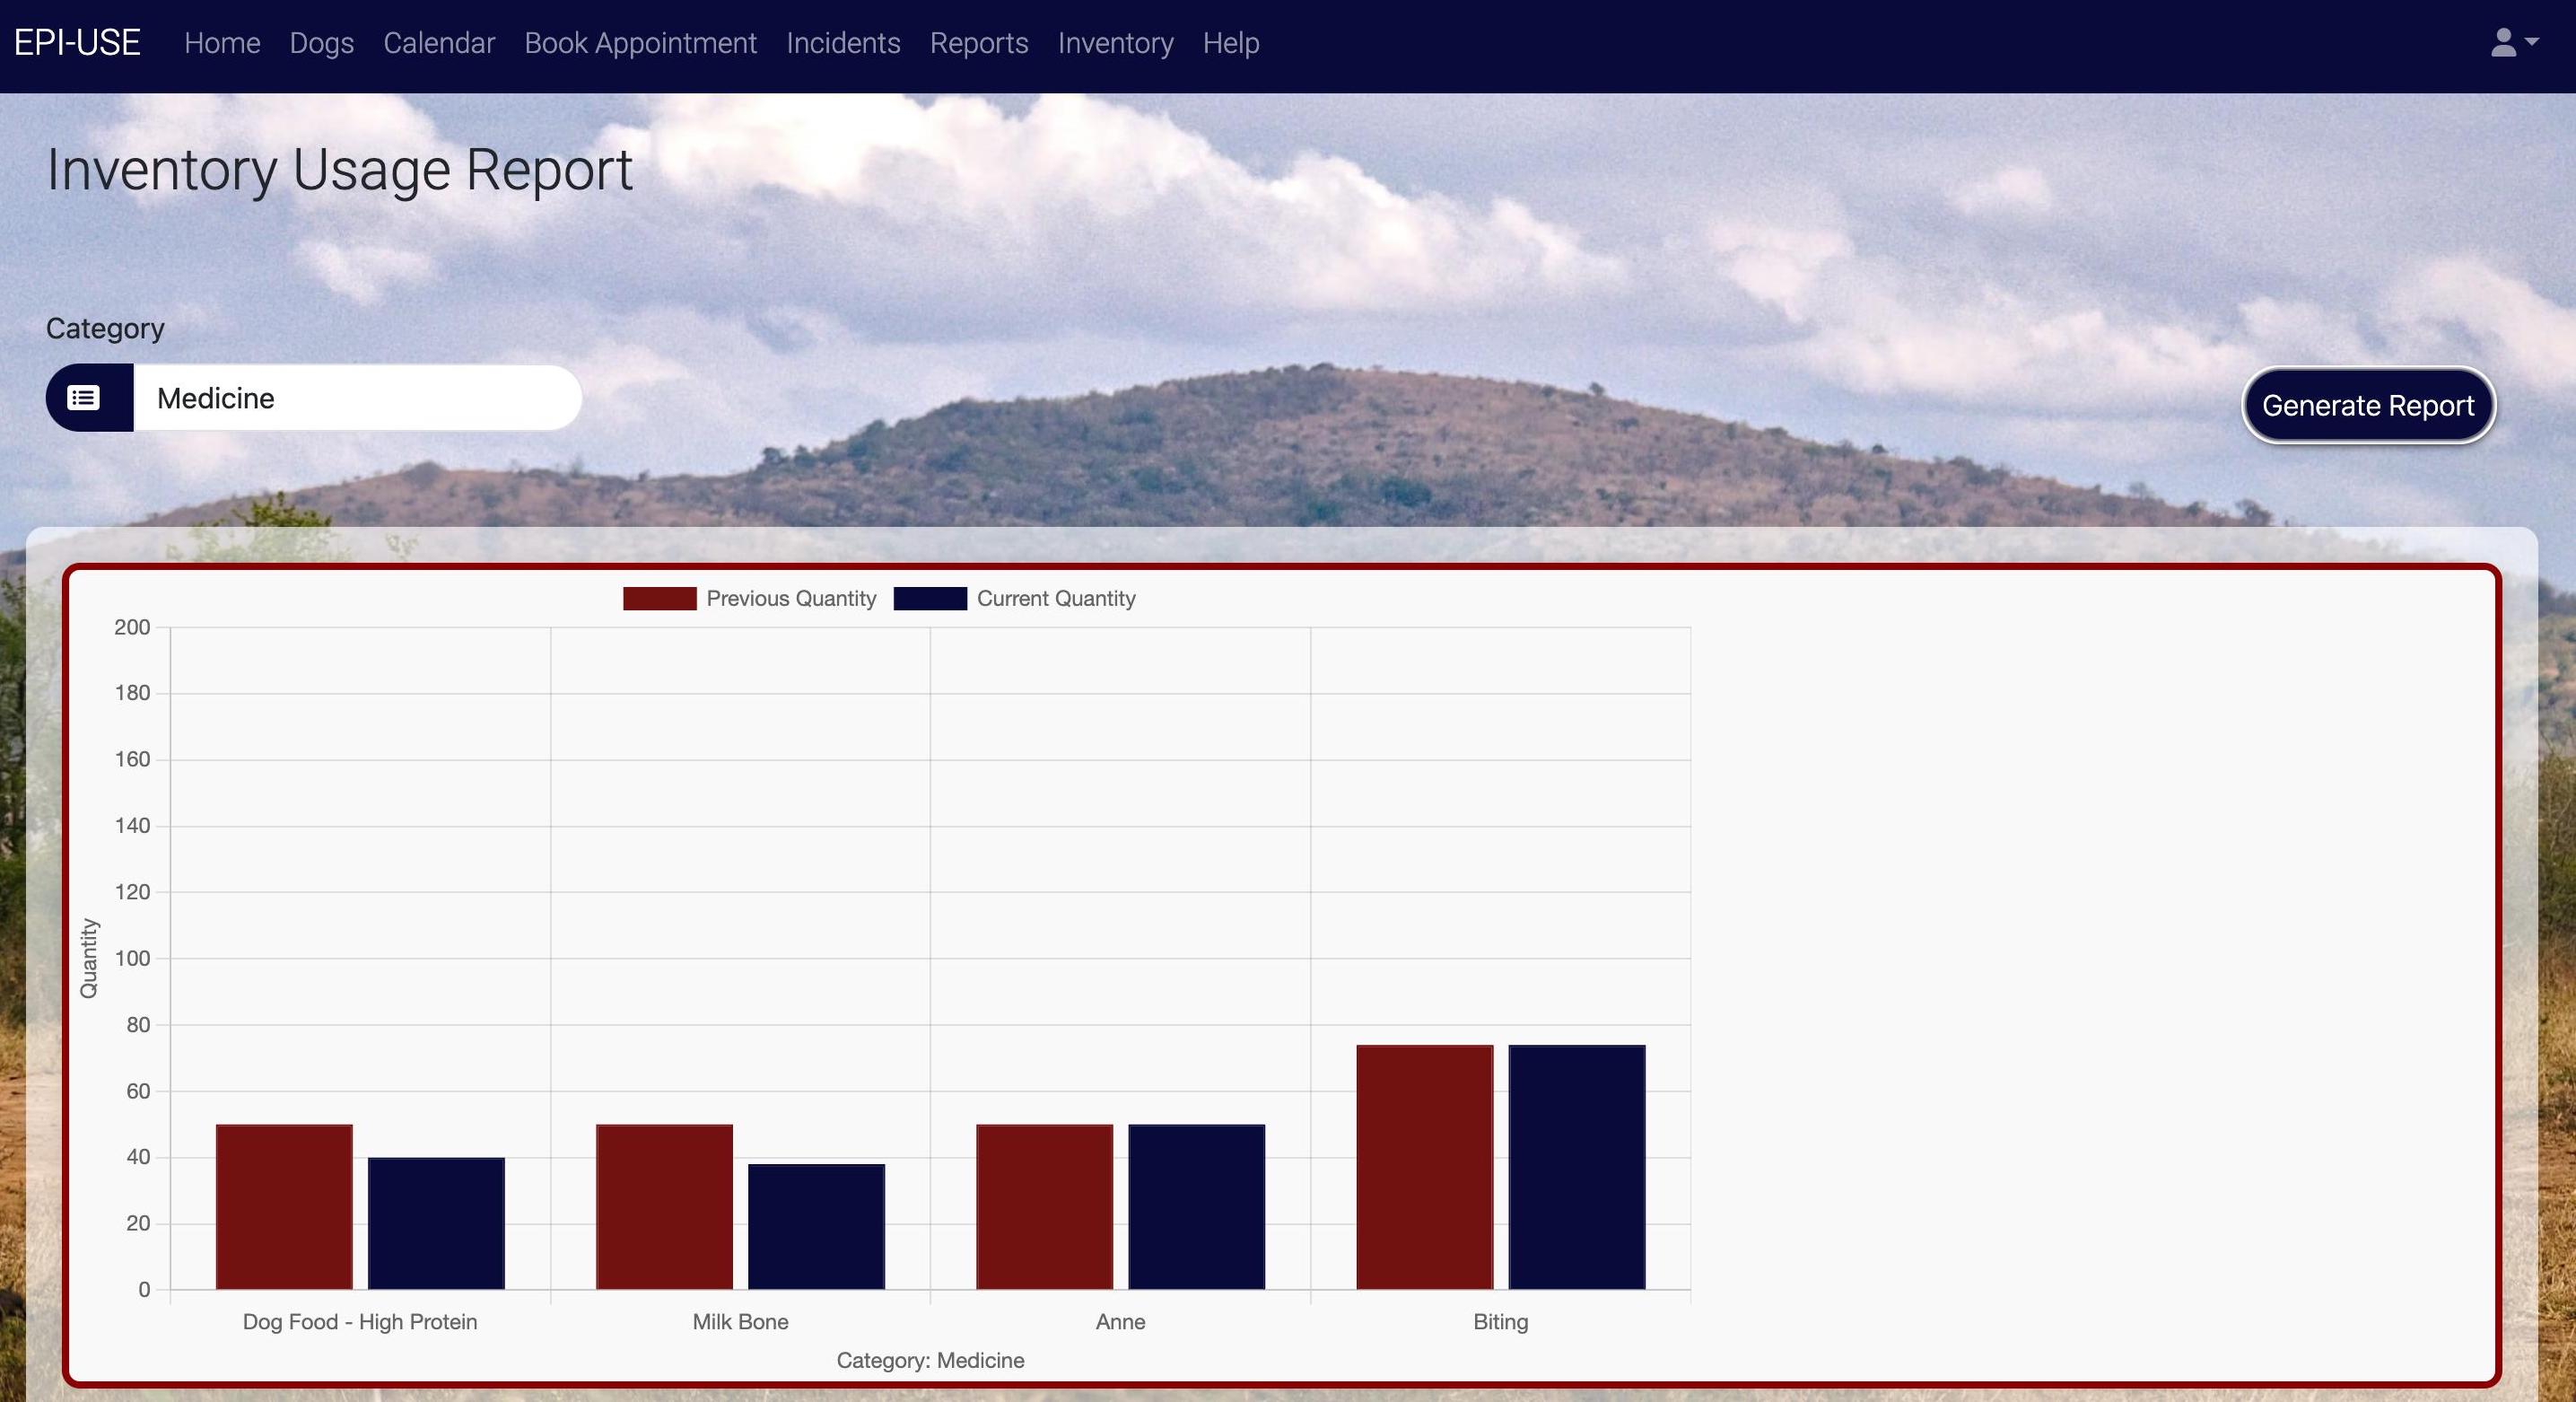 EPI-USE Home Dogs Calendar Book Appointment Incidents Reports Inventory Help
Inventory Usage Report
Category
Medicine
Generate Report
Previous Quantity Current Quantity
200
180
160
140
120
100
80
60
40
20
0
Quantity
Dog Food - High Protein Milk Bone Anne Biting
Category: Medicine